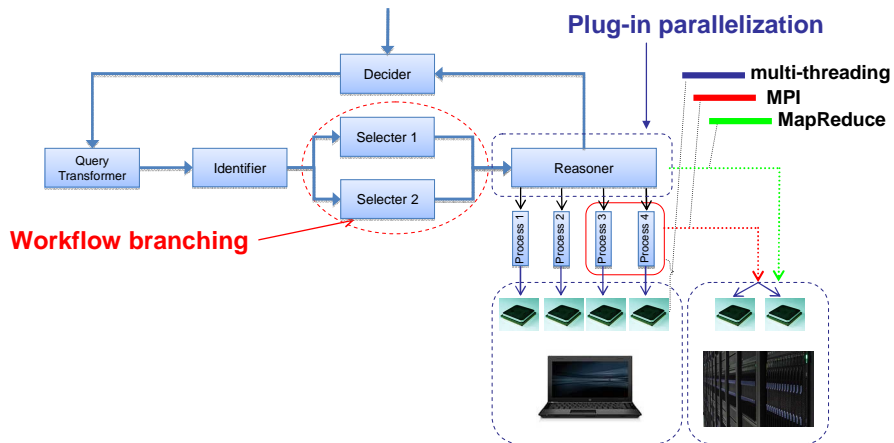 Plug-in parallelization
multi-threading
MPI
MapReduce
Decider
Selecter 1
Query
Transformer
Identifier
Reasoner
Selecter 2
Workflow branching
Process 1
Process 2
Process 3
Process 4